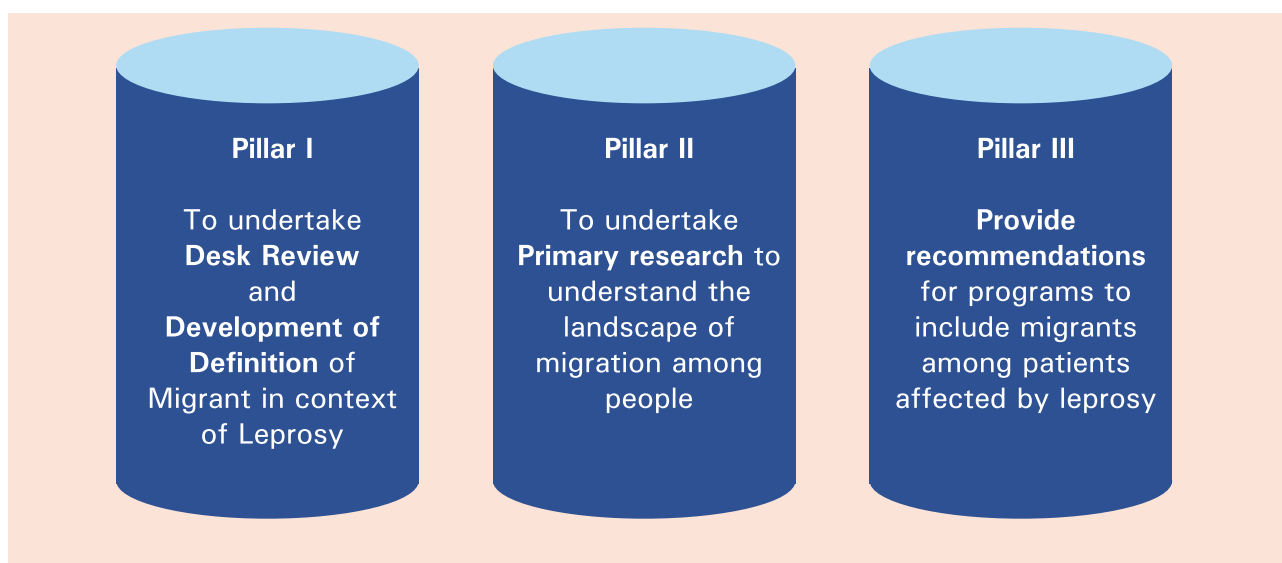 Pillar I
To undertake
Desk Review
and
Development of
Definition of
Migrant in context
of Leprosy
Pillar II
To undertake
Primary research to
understand the
landscape of
migration among
people
Pillar III
Provide
recommendations
for programs to
include migrants
among patients
affected by leprosy